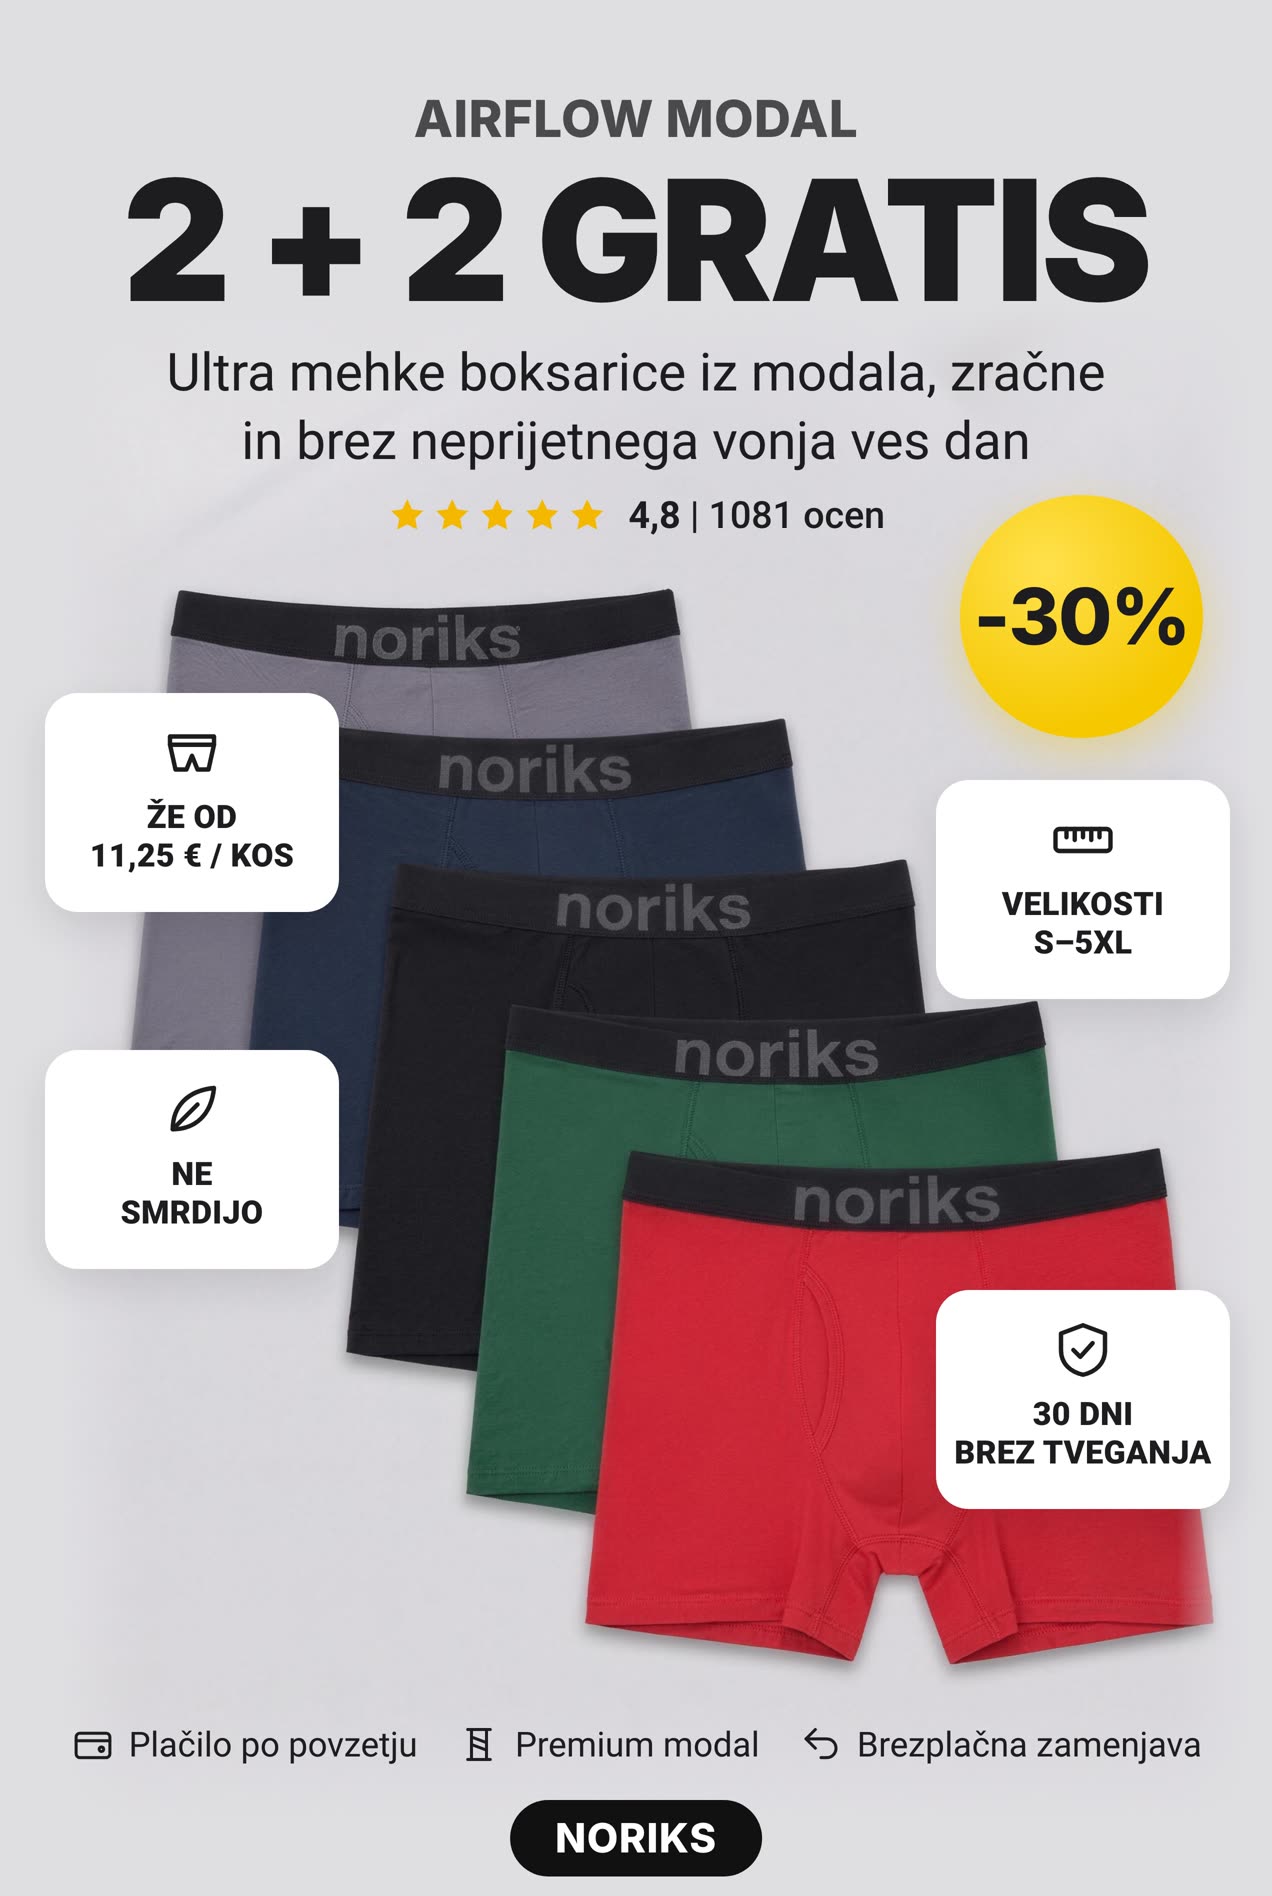 AIRFLOW MODAL
2 + 2 GRATIS
Ultra mehke boksarice iz modala, zračne
in brez neprijetnega vonja ves dan
4,8 | 1081 ocen
-30%
noriks
noriks
noriks
noriks
noriks
ŽE OD
11,25 € / KOS
VELIKOSTI
S–5XL
NE
SMRDIJO
30 DNI
BREZ TVEGANJA
Plačilo po povzetju
Premium modal
Brezplačna zamenjava
NORIKS